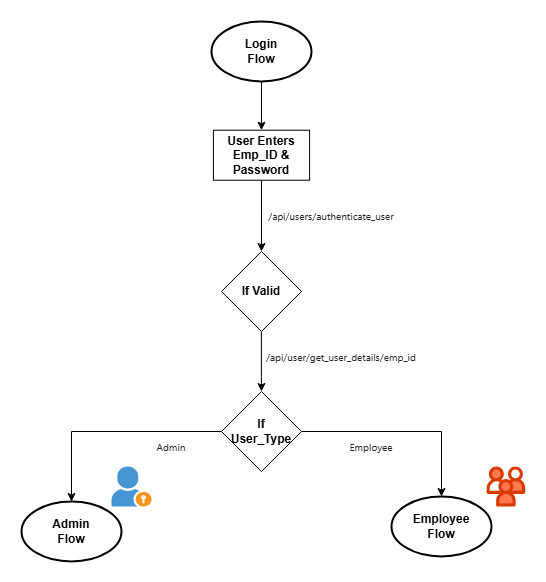 Login
Flow
User Enters
Emp_ID &
Password
/api/users/authenticate_user
If Valid
/api/user/get_user_details/emp_id
If
User_Type
Admin
Employee
Admin
Flow
Employee
Flow